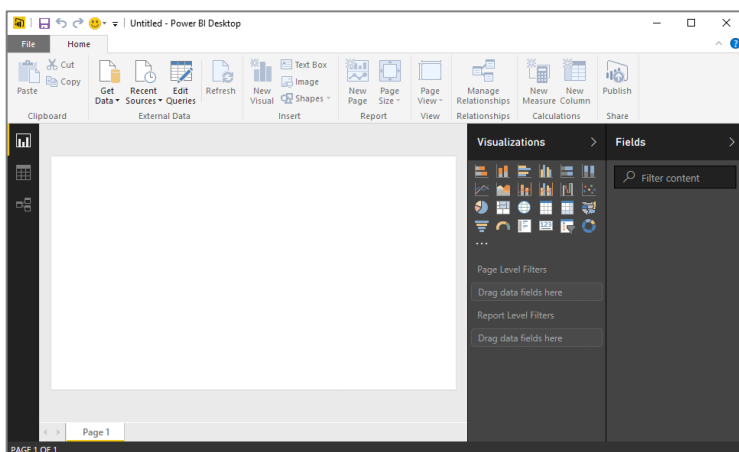 Untitled - Power BI Desktop
File Home
Paste Cut Copy
Get Data Recent Sources Edit Queries Refresh
New Visual Text Box Image Shapes
New Page Page Size
Page View
Manage Relationships
New Measure New Column
Publish
Clipboard External Data Insert Report View Relationships Calculations Share
Visualizations Fields
Filter content
Page Level Filters
Drag data fields here
Report Level Filters
Drag data fields here
Page 1
PAGE 1 OF 1